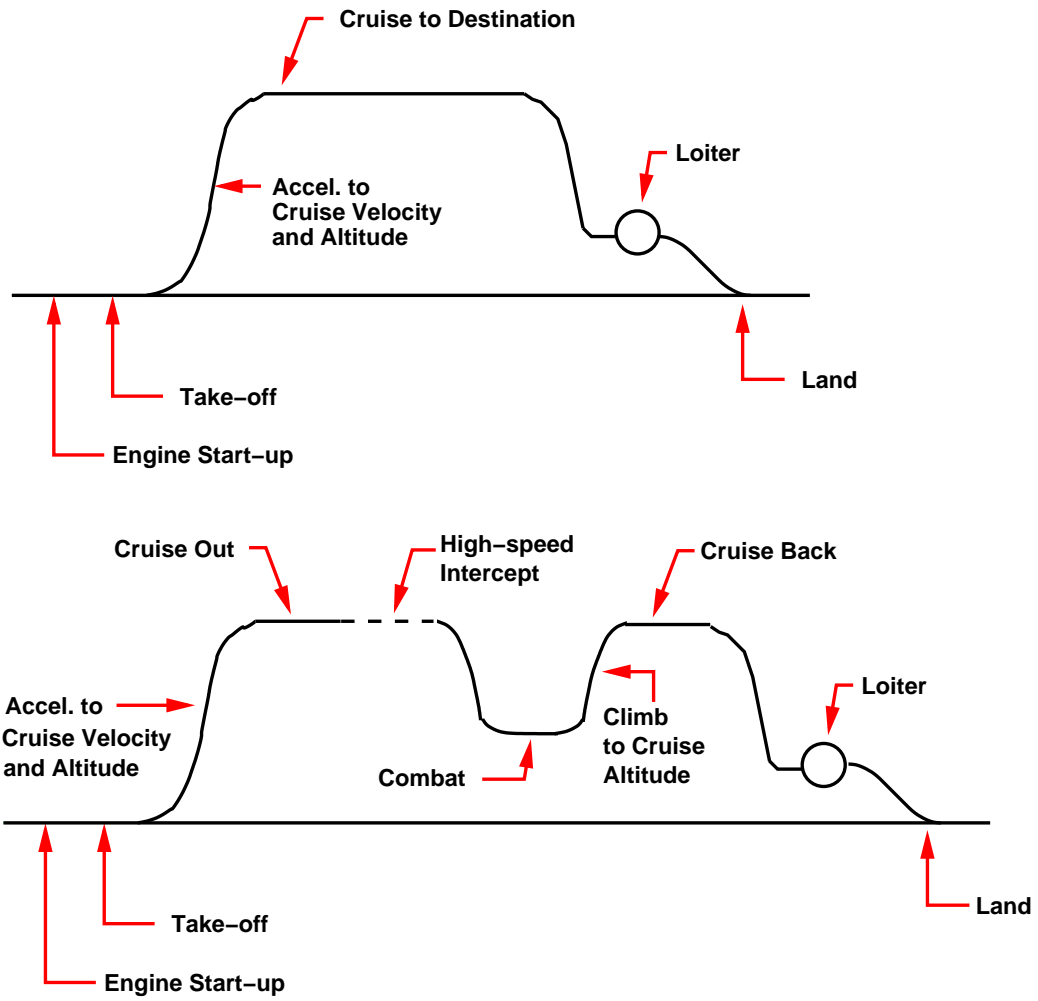 Cruise to Destination
Loiter
Accel. to
Cruise Velocity
and Altitude
Land
Take−off
Engine Start−up
Cruise Out
High−speed
Intercept
Cruise Back
Accel. to
Cruise Velocity
and Altitude
Loiter
Climb
to Cruise
Altitude
Combat
Land
Take−off
Engine Start−up